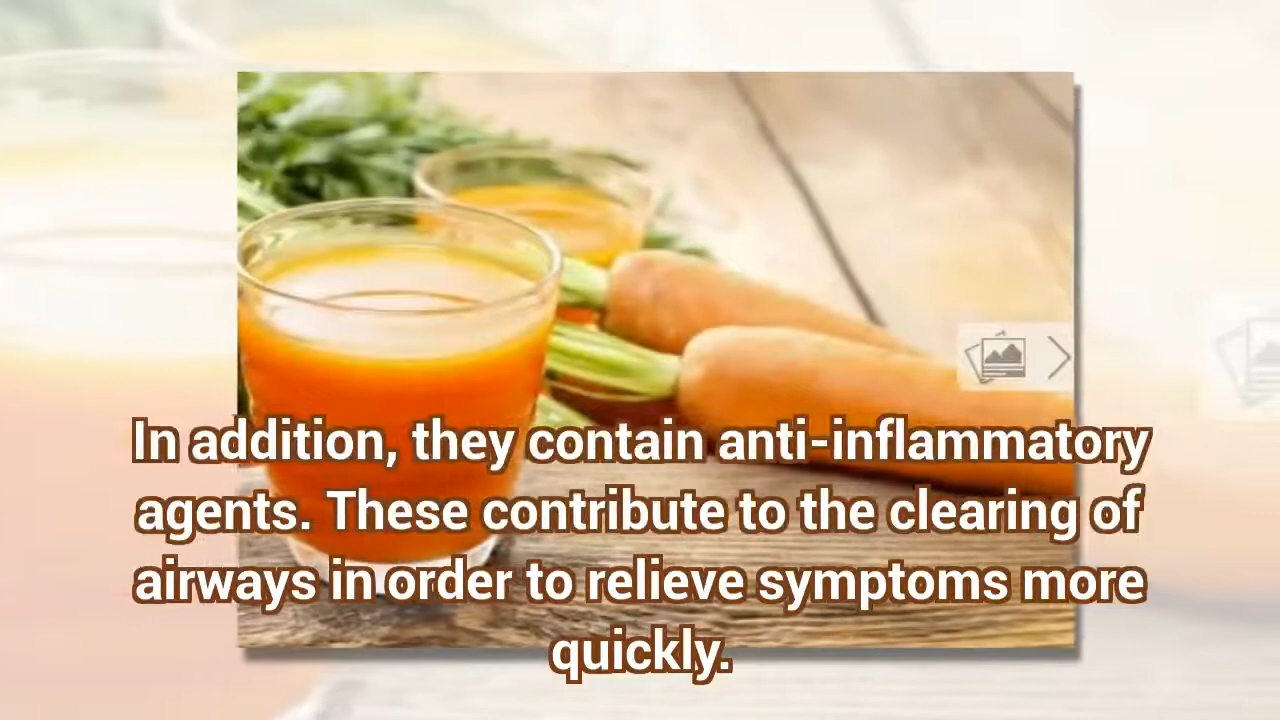 In addition, they contain anti-inflammatory
agents. These contribute to the clearing of
airways in order to relieve symptoms more
quickly.